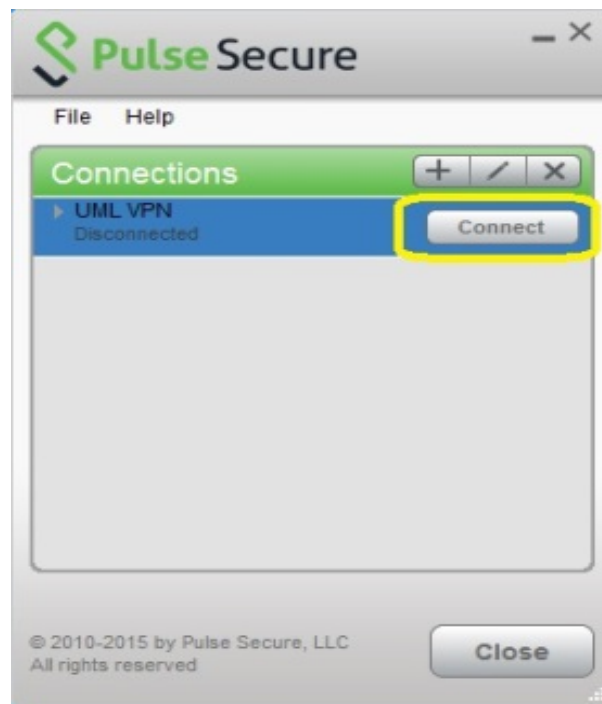 Pulse Secure
File Help
Connections
UML VPN
Disconnected
Connect
© 2010-2015 by Pulse Secure, LLC
All rights reserved
Close